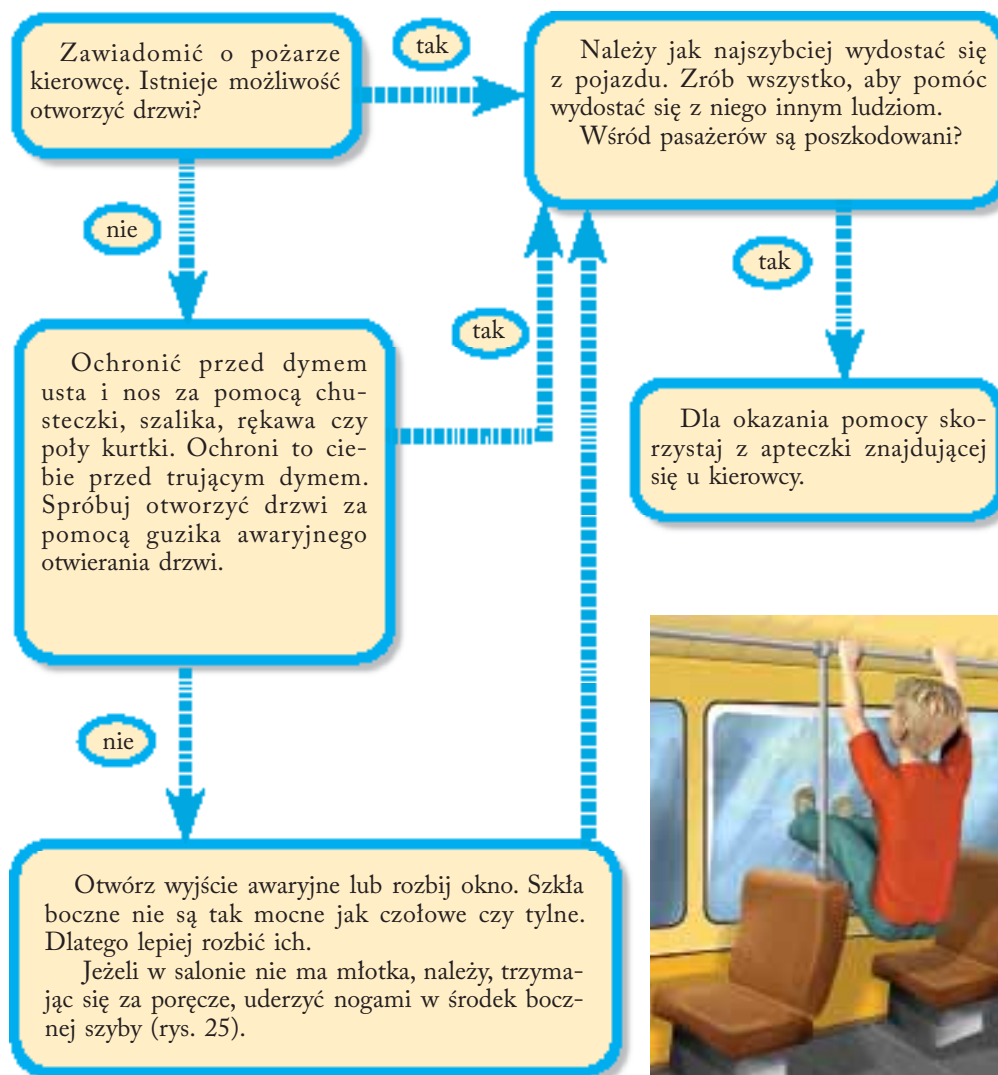 Zawiadomić o pożarze
kierowcę. Istnieje możliwość
otworzyć drzwi?
tak
Należy jak najszybciej wydostać się
z pojazdu. Zrób wszystko, aby pomóc
wydostać się z niego innym ludziom.
Wśród pasażerów są poszkodowani?
nie
tak
tak
Ochronić przed dymem
usta i nos za pomocą chu-
steczki, szalika, rękawa czy
poły kurtki. Ochroni to cie-
bie przed trującym dymem.
Spróbuj otworzyć drzwi za
pomocą guzika awaryjnego
otwierania drzwi.
Dla okazania pomocy sko-
rzystaj z apteczki znajdującej
się u kierowcy.
nie
Otwórz wyjście awaryjne lub rozbij okno. Szkła
boczne nie są tak mocne jak czołowe czy tylne.
Dlatego lepiej rozbić ich.
Jeżeli w salonie nie ma młotka, należy, trzyma-
jąc się za poręcze, uderzyć nogami w środek bocz-
nej szyby (rys. 25).